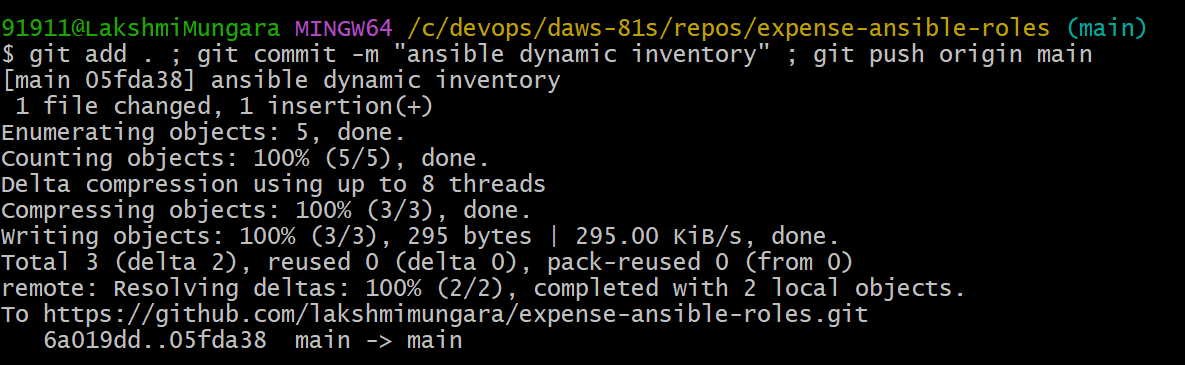 91911@LakshmiMungara MINGW64 /c/devops/daws-81s/repos/expense-ansible-roles (main)
$ git add . ; git commit -m "ansible dynamic inventory" ; git push origin main
[main 05fda38] ansible dynamic inventory
 1 file changed, 1 insertion(+)
Enumerating objects: 5, done.
Counting objects: 100% (5/5), done.
Delta compression using up to 8 threads
Compressing objects: 100% (3/3), done.
Writing objects: 100% (3/3), 295 bytes | 295.00 KiB/s, done.
Total 3 (delta 2), reused 0 (delta 0), pack-reused 0 (from 0)
remote: Resolving deltas: 100% (2/2), completed with 2 local objects.
To https://github.com/lakshmimungara/expense-ansible-roles.git
   6a019dd..05fda38  main -> main